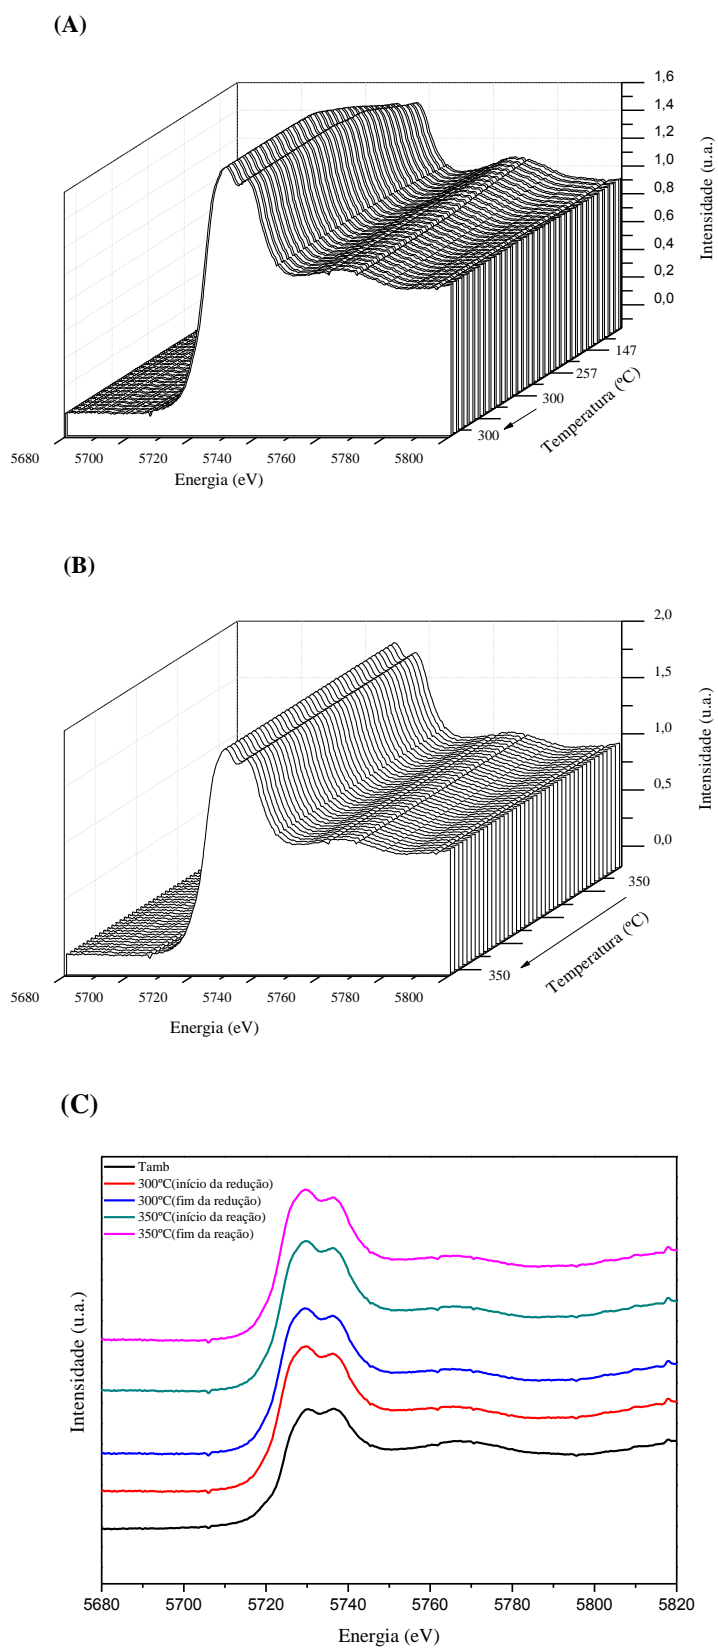 (A)
1,6
1,4
1,2
1,0
0,8
0,6
0,4
0,2
0,0
Intensidade (u.a.)
147
257
300
300
Temperatura (ºC)
5680
5700
5720
5740
5760
5780
5800
Energia (eV)
(B)
2,0
1,5
1,0
0,5
0,0
Intensidade (u.a.)
350
350
Temperatura (ºC)
5680
5700
5720
5740
5760
5780
5800
Energia (eV)
(C)
Tamb
300ºC(início da redução)
300ºC(fim da redução)
350ºC(início da reação)
350ºC(fim da reação)
Intensidade (u.a.)
5680
5700
5720
5740
5760
5780
5800
5820
Energia (eV)